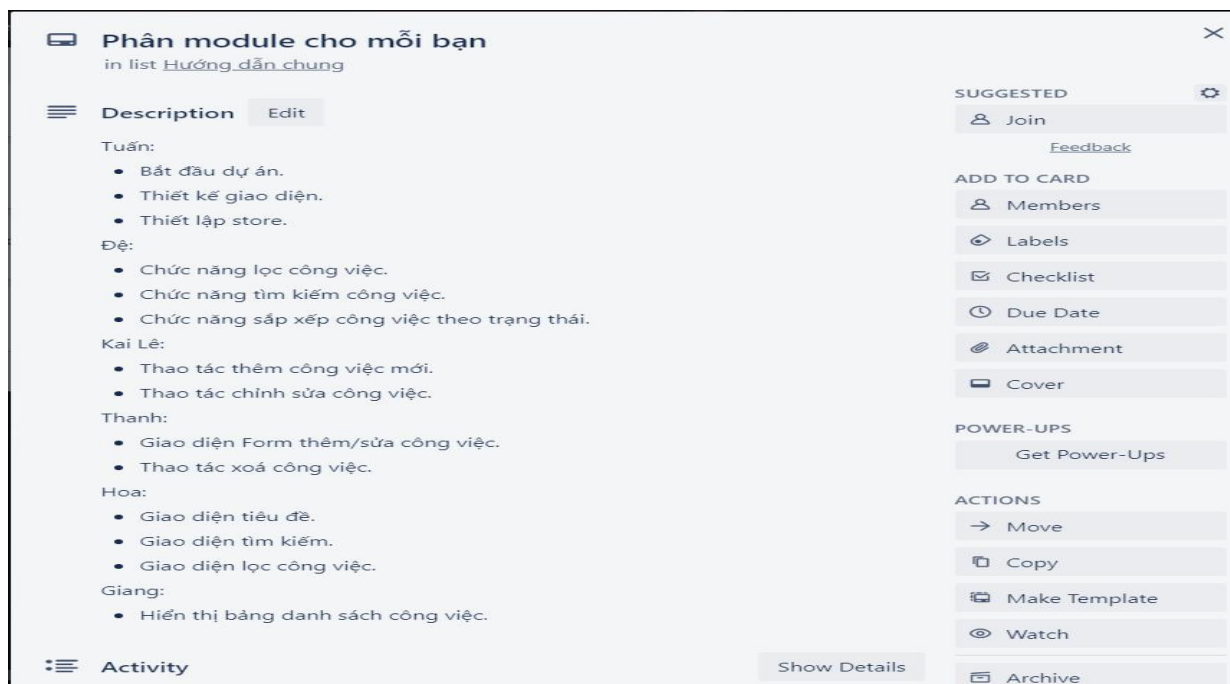 Phân module cho mỗi bạn
in list Hướng dẫn chung
Description Edit
Tuấn:
Bắt đầu dự án.
Thiết kế giao diện.
Thiết lập store.
Đệ:
Chức năng lọc công việc.
Chức năng tìm kiếm công việc.
Chức năng sắp xếp công việc theo trạng thái.
Kai Lê:
Thao tác thêm công việc mới.
Thao tác chỉnh sửa công việc.
Thanh:
Giao diện Form thêm/sửa công việc.
Thao tác xoá công việc.
Hoa:
Giao diện tiêu đề.
Giao diện tìm kiếm.
Giao diện lọc công việc.
Giang:
Hiển thị bảng danh sách công việc.
Activity Show Details
SUGGESTED
Join
Feedback
ADD TO CARD
Members
Labels
Checklist
Due Date
Attachment
Cover
POWER-UPS
Get Power-Ups
ACTIONS
Move
Copy
Make Template
Watch
Archive